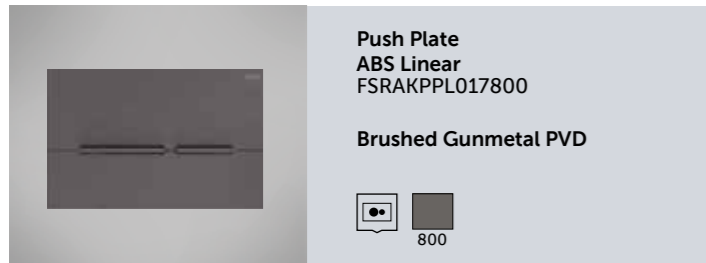 Push Plate
ABS Linear
FSRAKPPL017800
Brushed Gunmetal PVD
800